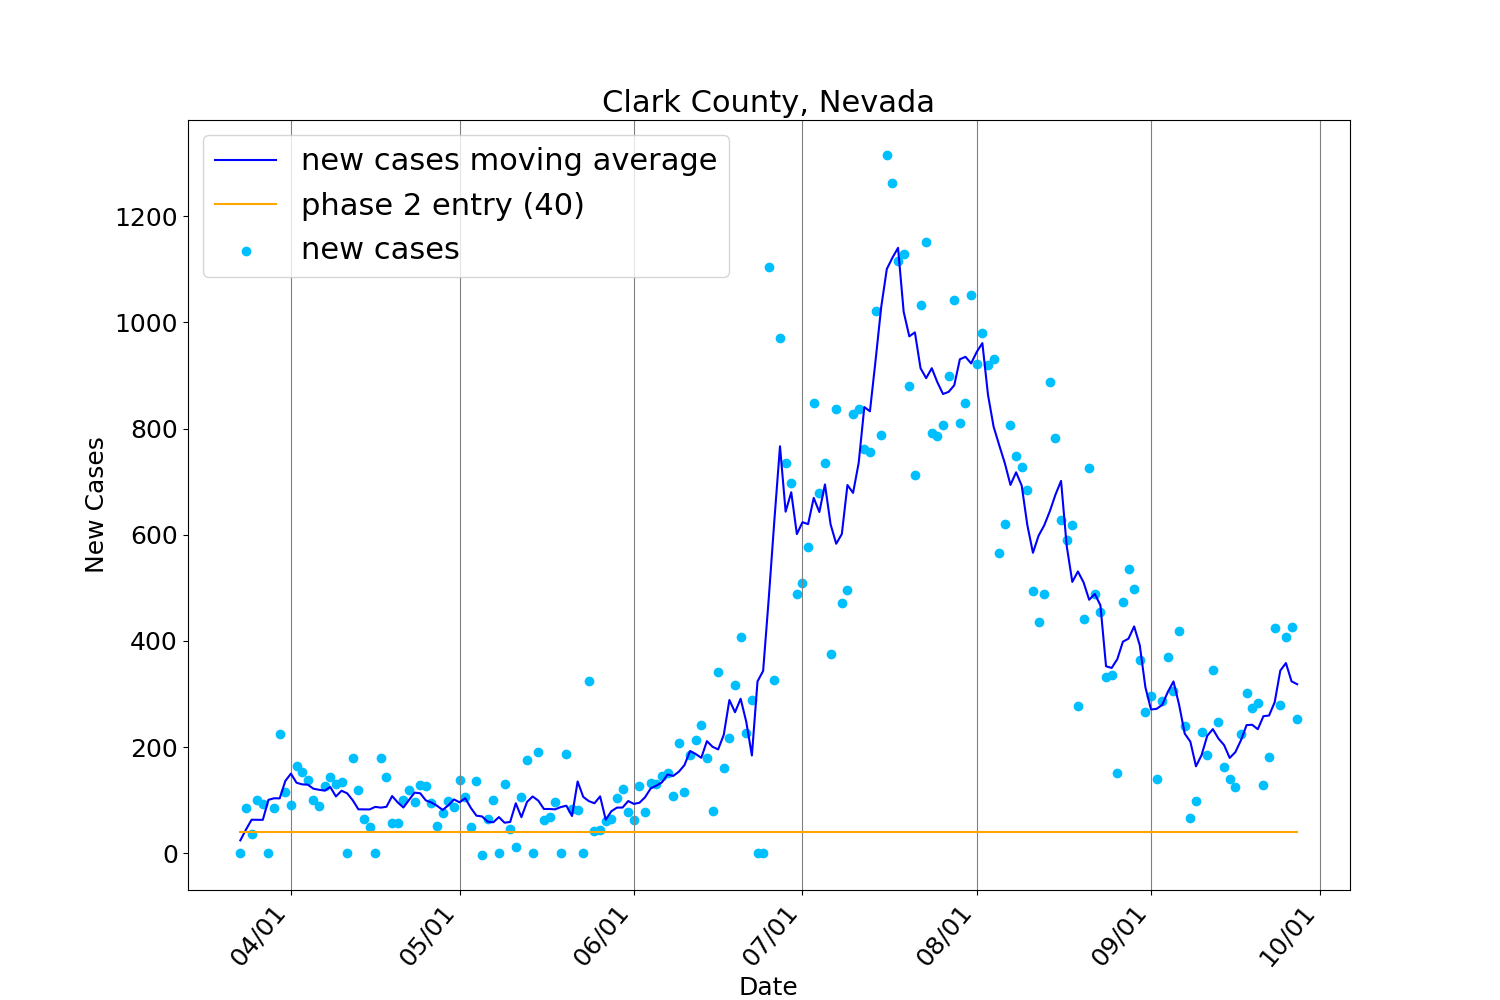 Clark County, Nevada
new cases moving average
phase 2 entry (40)
new cases
1200
1000
800
600
400
200
0
New Cases
04/01
05/01
06/01
07/01
08/01
09/01
10/01
Date